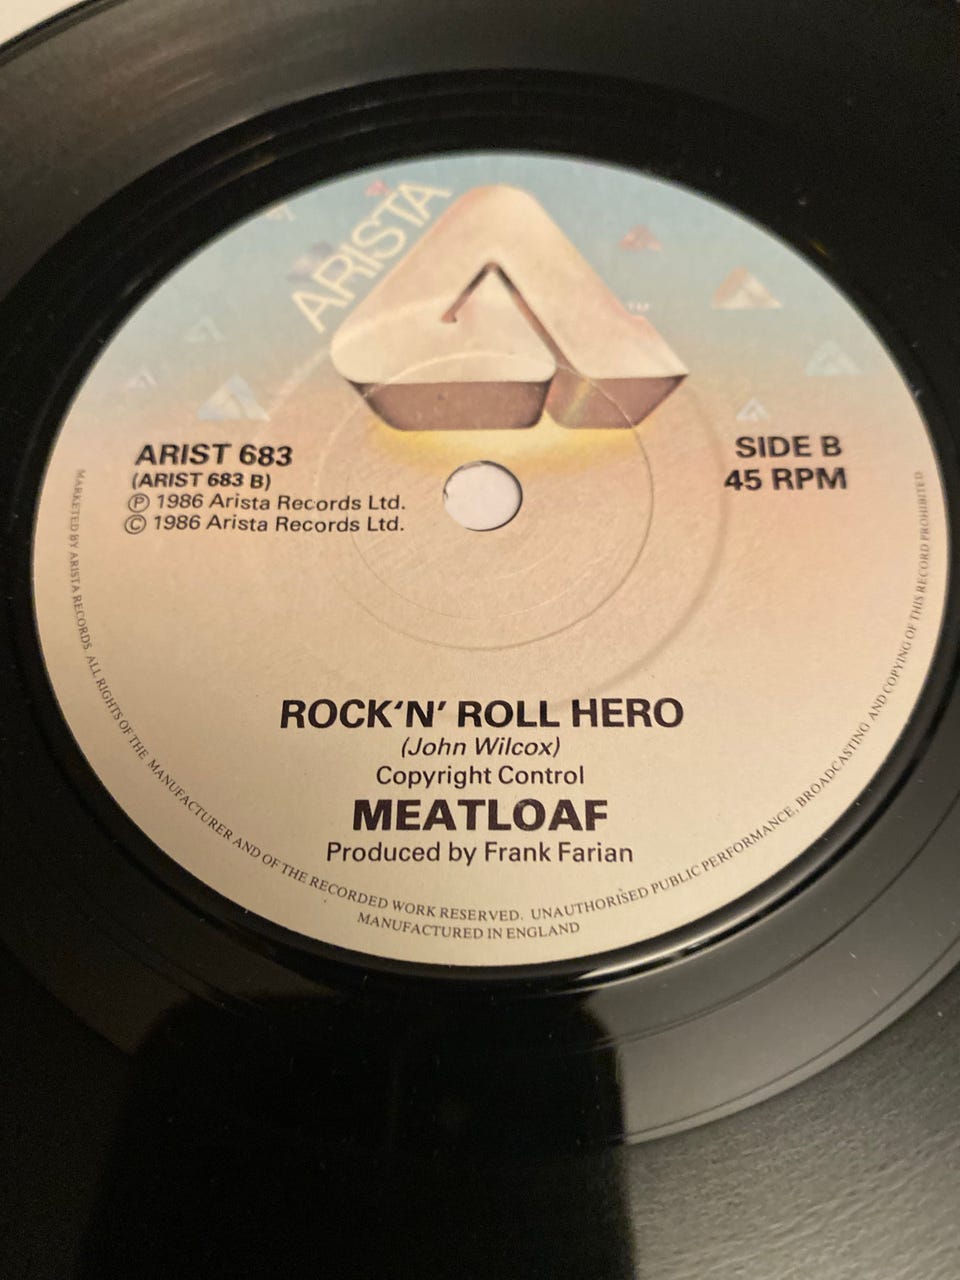 ARISTA
TM
ARIST 683
(ARIST 683 B)
Ⓟ 1986 Arista Records Ltd.
© 1986 Arista Records Ltd.
SIDE B
45 RPM
ROCK‘N’ ROLL HERO
(John Wilcox)
Copyright Control
MEATLOAF
Produced by Frank Farian
MARKETED BY ARISTA RECORDS. ALL RIGHTS OF THE MANUFACTURER AND OF THE RECORDED WORK RESERVED. UNAUTHORISED PUBLIC PERFORMANCE, BROADCASTING AND COPYING OF THIS RECORD PROHIBITED
MANUFACTURED IN ENGLAND